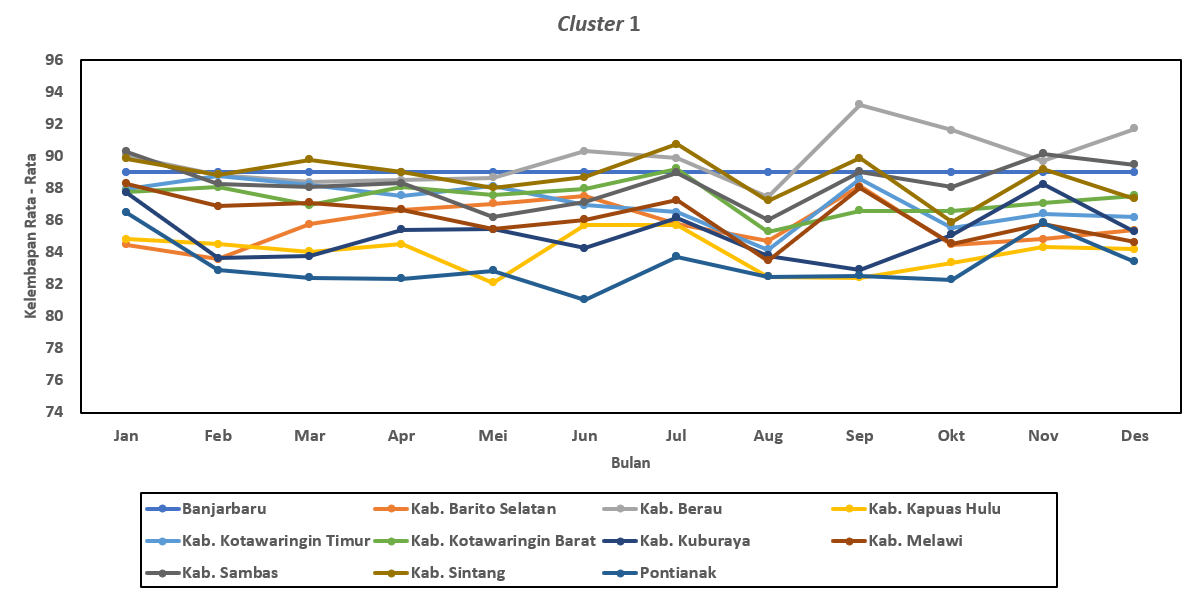 Cluster 1
Kelembapan Rata - Rata
96
94
92
90
88
86
84
82
80
78
76
74
Jan Feb Mar Apr Mei Jun Jul Aug Sep Okt Nov Des
Bulan
Banjarbaru Kab. Barito Selatan Kab. Berau Kab. Kapuas Hulu
Kab. Kotawaringin Timur Kab. Kotawaringin Barat Kab. Kuburaya Kab. Melawi
Kab. Sambas Kab. Sintang Pontianak